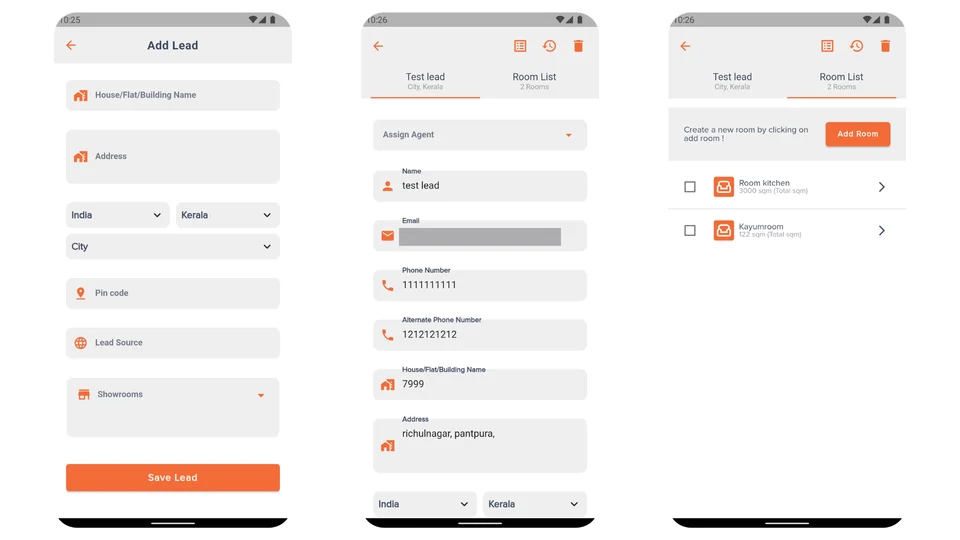 10:25
Add Lead
House/Flat/Building Name
Address
India
Kerala
City
Pin code
Lead Source
Showrooms
Save Lead
10:26
Test lead
City, Kerala
Room List
2 Rooms
Assign Agent
Name
test lead
Email
Phone Number
1111111111
Alternate Phone Number
1212121212
House/Flat/Building Name
7999
Address
richulnagar, pantpura,
India
Kerala
10:26
Test lead
City, Kerala
Room List
2 Rooms
Create a new room by clicking on
add room !
Add Room
Room kitchen
3000 sqm (Total sqm)
Kayumroom
122 sqm (Total sqm)